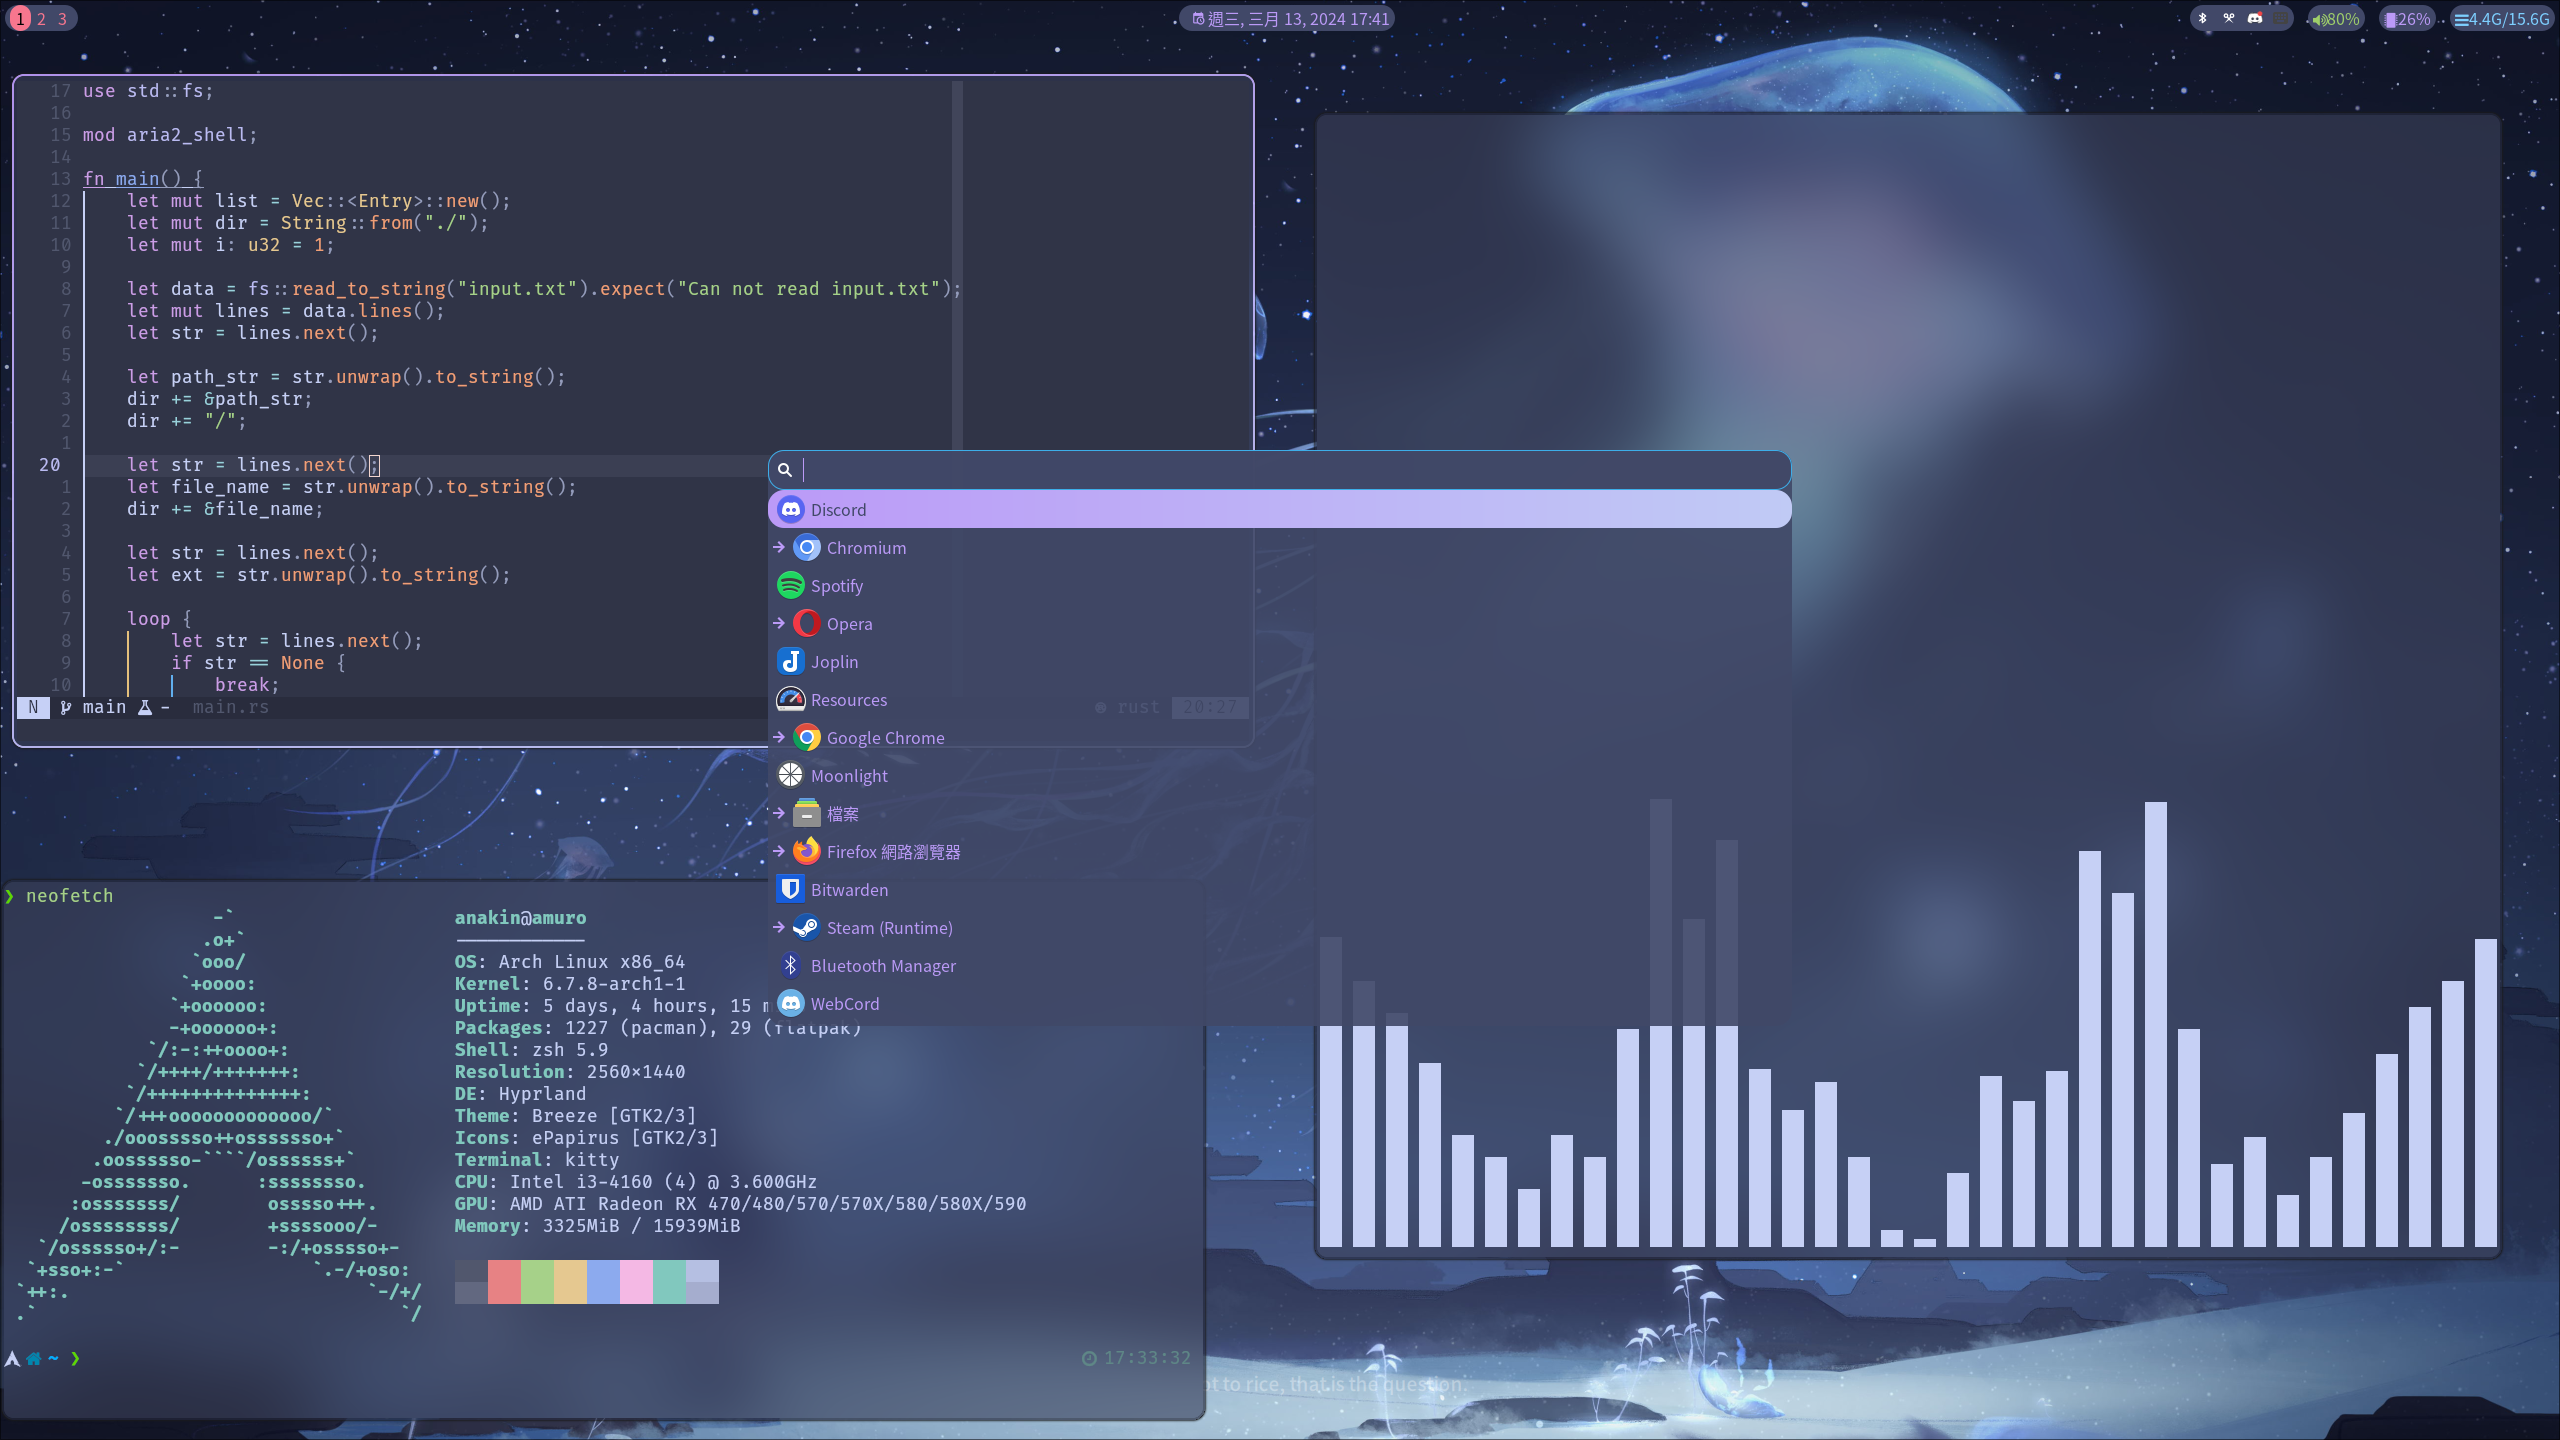 1 2 3
週三, 三月 13, 2024 17:41
80%
26%
4.4G/15.6G
17 use std::fs;
16
15 mod aria2_shell;
14
13 fn main() {
12 let mut list = Vec::<Entry>::new();
11 let mut dir = String::from("./");
10 let mut i: u32 = 1;
9
8 let data = fs::read_to_string("input.txt").expect("Can not read input.txt");
7 let mut lines = data.lines();
6 let str = lines.next();
5
4 let path_str = str.unwrap().to_string();
3 dir += &path_str;
2 dir += "/";
1
20 let str = lines.next();
1 let file_name = str.unwrap().to_string();
2 dir += &file_name;
3
4 let str = lines.next();
5 let ext = str.unwrap().to_string();
6
7 loop {
8 let str = lines.next();
9 if str == None {
10 break;
N main - main.rs rust 20:27
Discord
Chromium
Spotify
Opera
Joplin
Resources
Google Chrome
Moonlight
檔案
Firefox 網路瀏覽器
Bitwarden
Steam (Runtime)
Bluetooth Manager
WebCord
❯ neofetch
-`
.o+`
`ooo/
`+oooo:
`+oooooo:
-+oooooo+:
`/:-:++oooo+:
`/++++/+++++++:
`/++++++++++++++:
`/+++ooooooooooooo/`
./ooosssso++osssssso+`
.oossssso-````/ossssss+`
-osssssso. :ssssssso.
:osssssss/ osssso+++.
/ossssssss/ +ssssooo/-
`/ossssso+/:- -:/+osssso+-
`+sso+:-` `.-/+oso:
`++:. `-/+/
.` `/
anakin@amuro
------------
OS: Arch Linux x86_64
Kernel: 6.7.8-arch1-1
Uptime: 5 days, 4 hours, 15 m
Packages: 1227 (pacman), 29 (flatpak)
Shell: zsh 5.9
Resolution: 2560x1440
DE: Hyprland
Theme: Breeze [GTK2/3]
Icons: ePapirus [GTK2/3]
Terminal: kitty
CPU: Intel i3-4160 (4) @ 3.600GHz
GPU: AMD ATI Radeon RX 470/480/570/570X/580/580X/590
Memory: 3325MiB / 15939MiB
~ ❯ 17:33:32
to rice, that is the question.